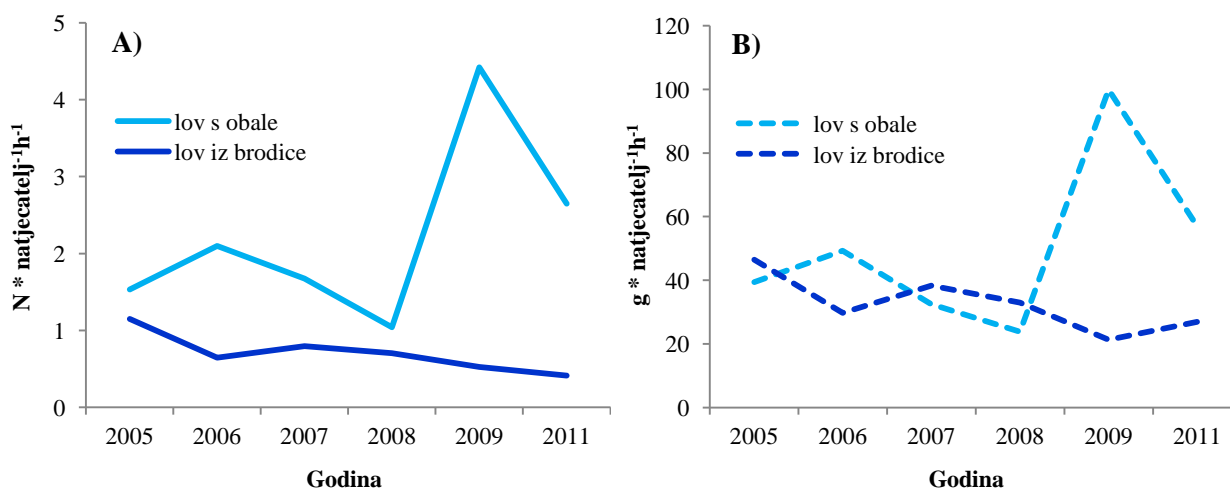 A)
5
4
3
2
1
0
N * natjecatelj-1h-1
lov s obale
lov iz brodice
2005 2006 2007 2008 2009 2011
Godina
B)
120
100
80
60
40
20
0
g * natjecatelj-1h-1
lov s obale
lov iz brodice
2005 2006 2007 2008 2009 2011
Godina